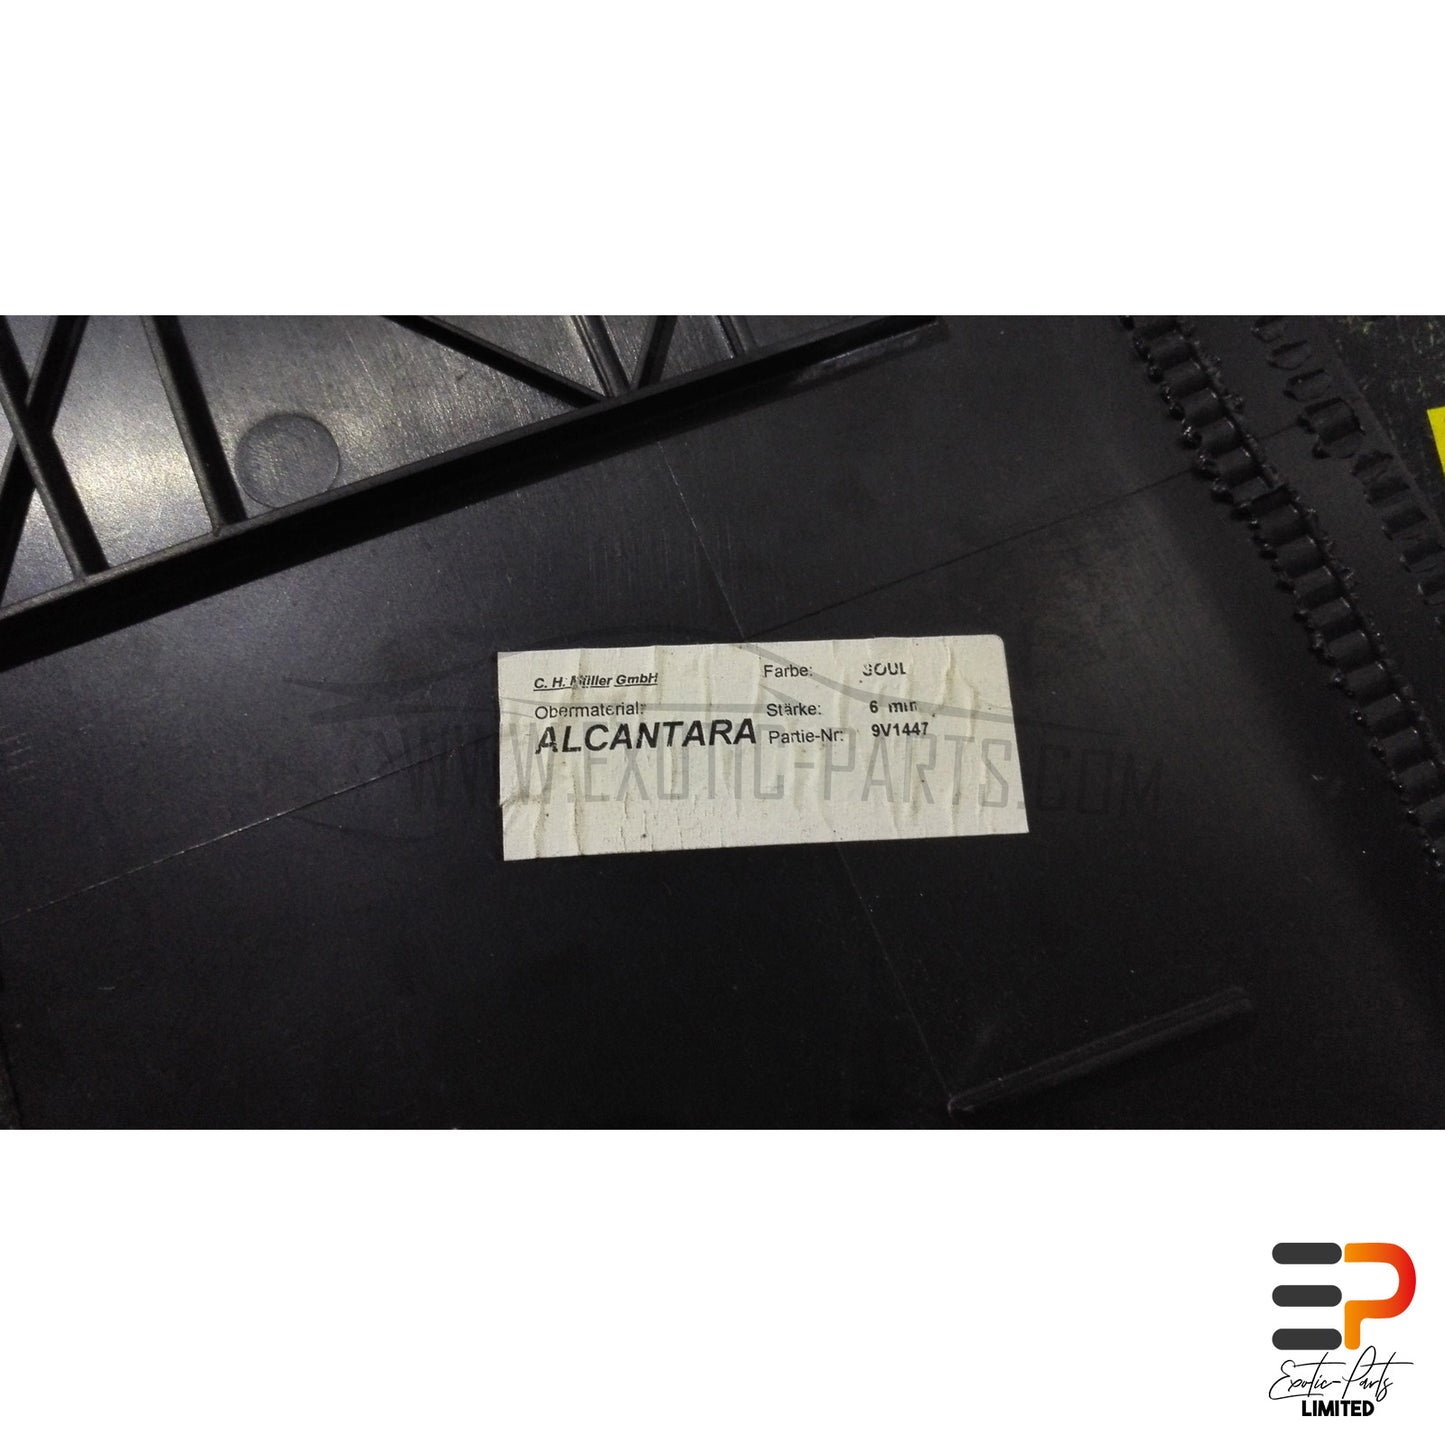 C. H. Müller GmbH
Farbe: SOUL
Obermaterial:
Stärke: 6 mm
ALCANTARA
Partie-Nr: 9V1447
WWW.EXOTIC-PARTS.COM
EP
Exotic-Parts
LIMITED